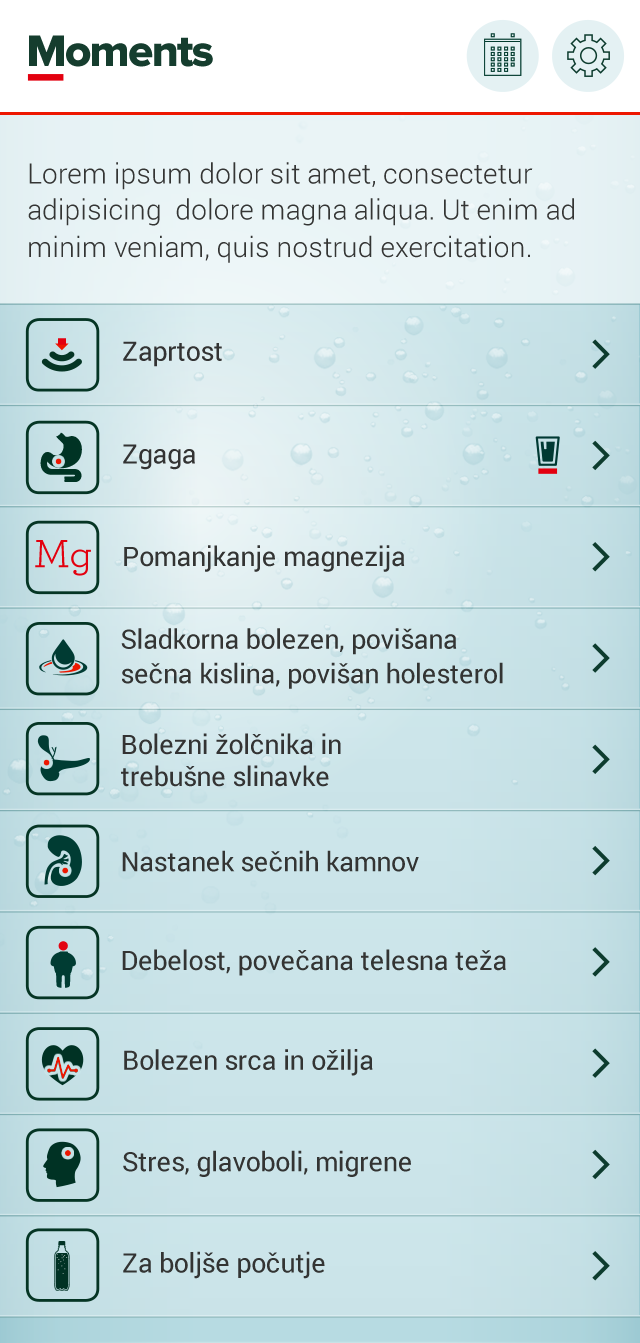 Moments
Lorem ipsum dolor sit amet, consectetur
adipisicing dolore magna aliqua. Ut enim ad
minim veniam, quis nostrud exercitation.
Zaprtost
Zgaga
Mg
Pomanjkanje magnezija
Sladkorna bolezen, povišana
sečna kislina, povišan holesterol
Bolezni žolčnika in
trebušne slinavke
Nastanek sečnih kamnov
Debelost, povečana telesna teža
Bolezen srca in ožilja
Stres, glavoboli, migrene
Za boljše počutje